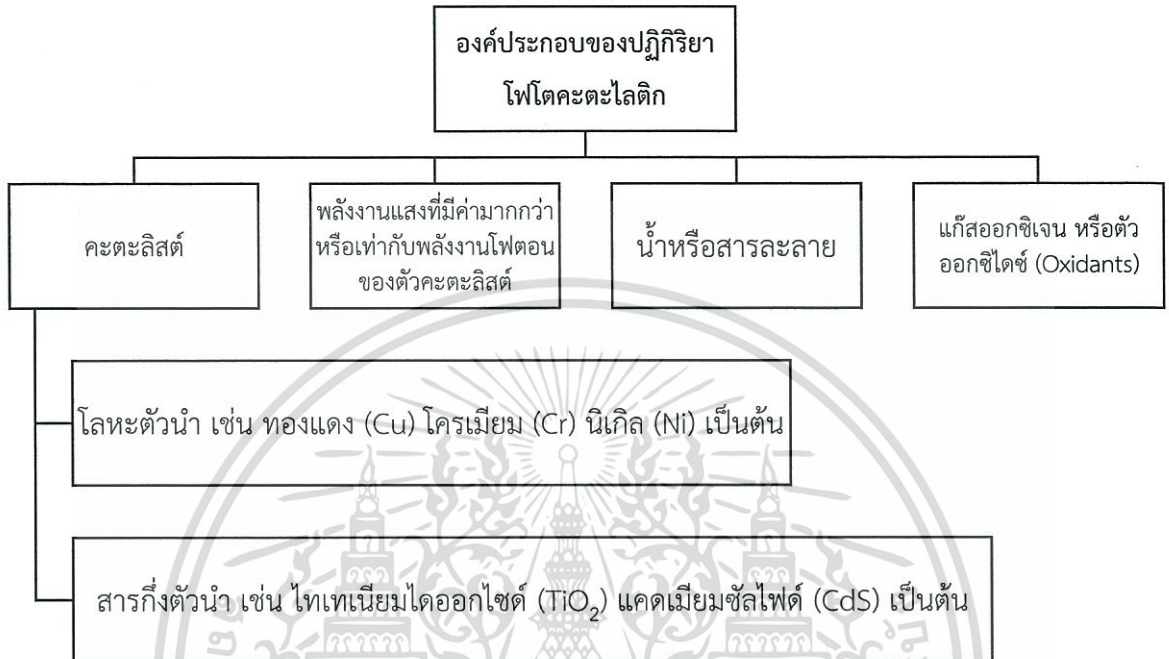 องค์ประกอบของปฏิกิริยา
โฟโตคะตะไลติก
คะตะลิสต์
พลังงานแสงที่มีค่ามากกว่า
หรือเท่ากับพลังงานโฟตอน
ของตัวคะตะลิสต์
น้ำหรือสารละลาย
แก๊สออกซิเจน หรือตัว
ออกซิไดซ์ (Oxidants)
โลหะตัวนำ เช่น ทองแดง (Cu) โครเมียม (Cr) นิเกิล (Ni) เป็นต้น
สารกึ่งตัวนำ เช่น ไทเทเนียมไดออกไซด์ (TiO₂) แคดเมียมซัลไฟด์ (CdS) เป็นต้น